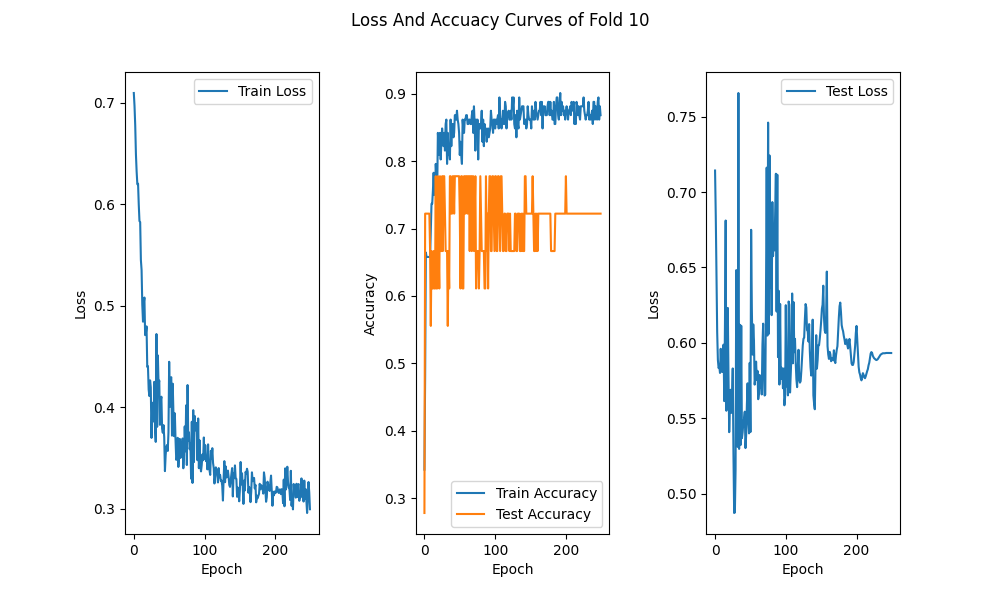 Loss And Accuacy Curves of Fold 10
Train Loss
0.7
0.6
0.5
0.4
0.3
Loss
0
100
200
Epoch
0.9
0.8
0.7
0.6
0.5
0.4
0.3
Accuracy
Train Accuracy
Test Accuracy
0
100
200
Epoch
Test Loss
0.75
0.70
0.65
0.60
0.55
0.50
Loss
0
100
200
Epoch